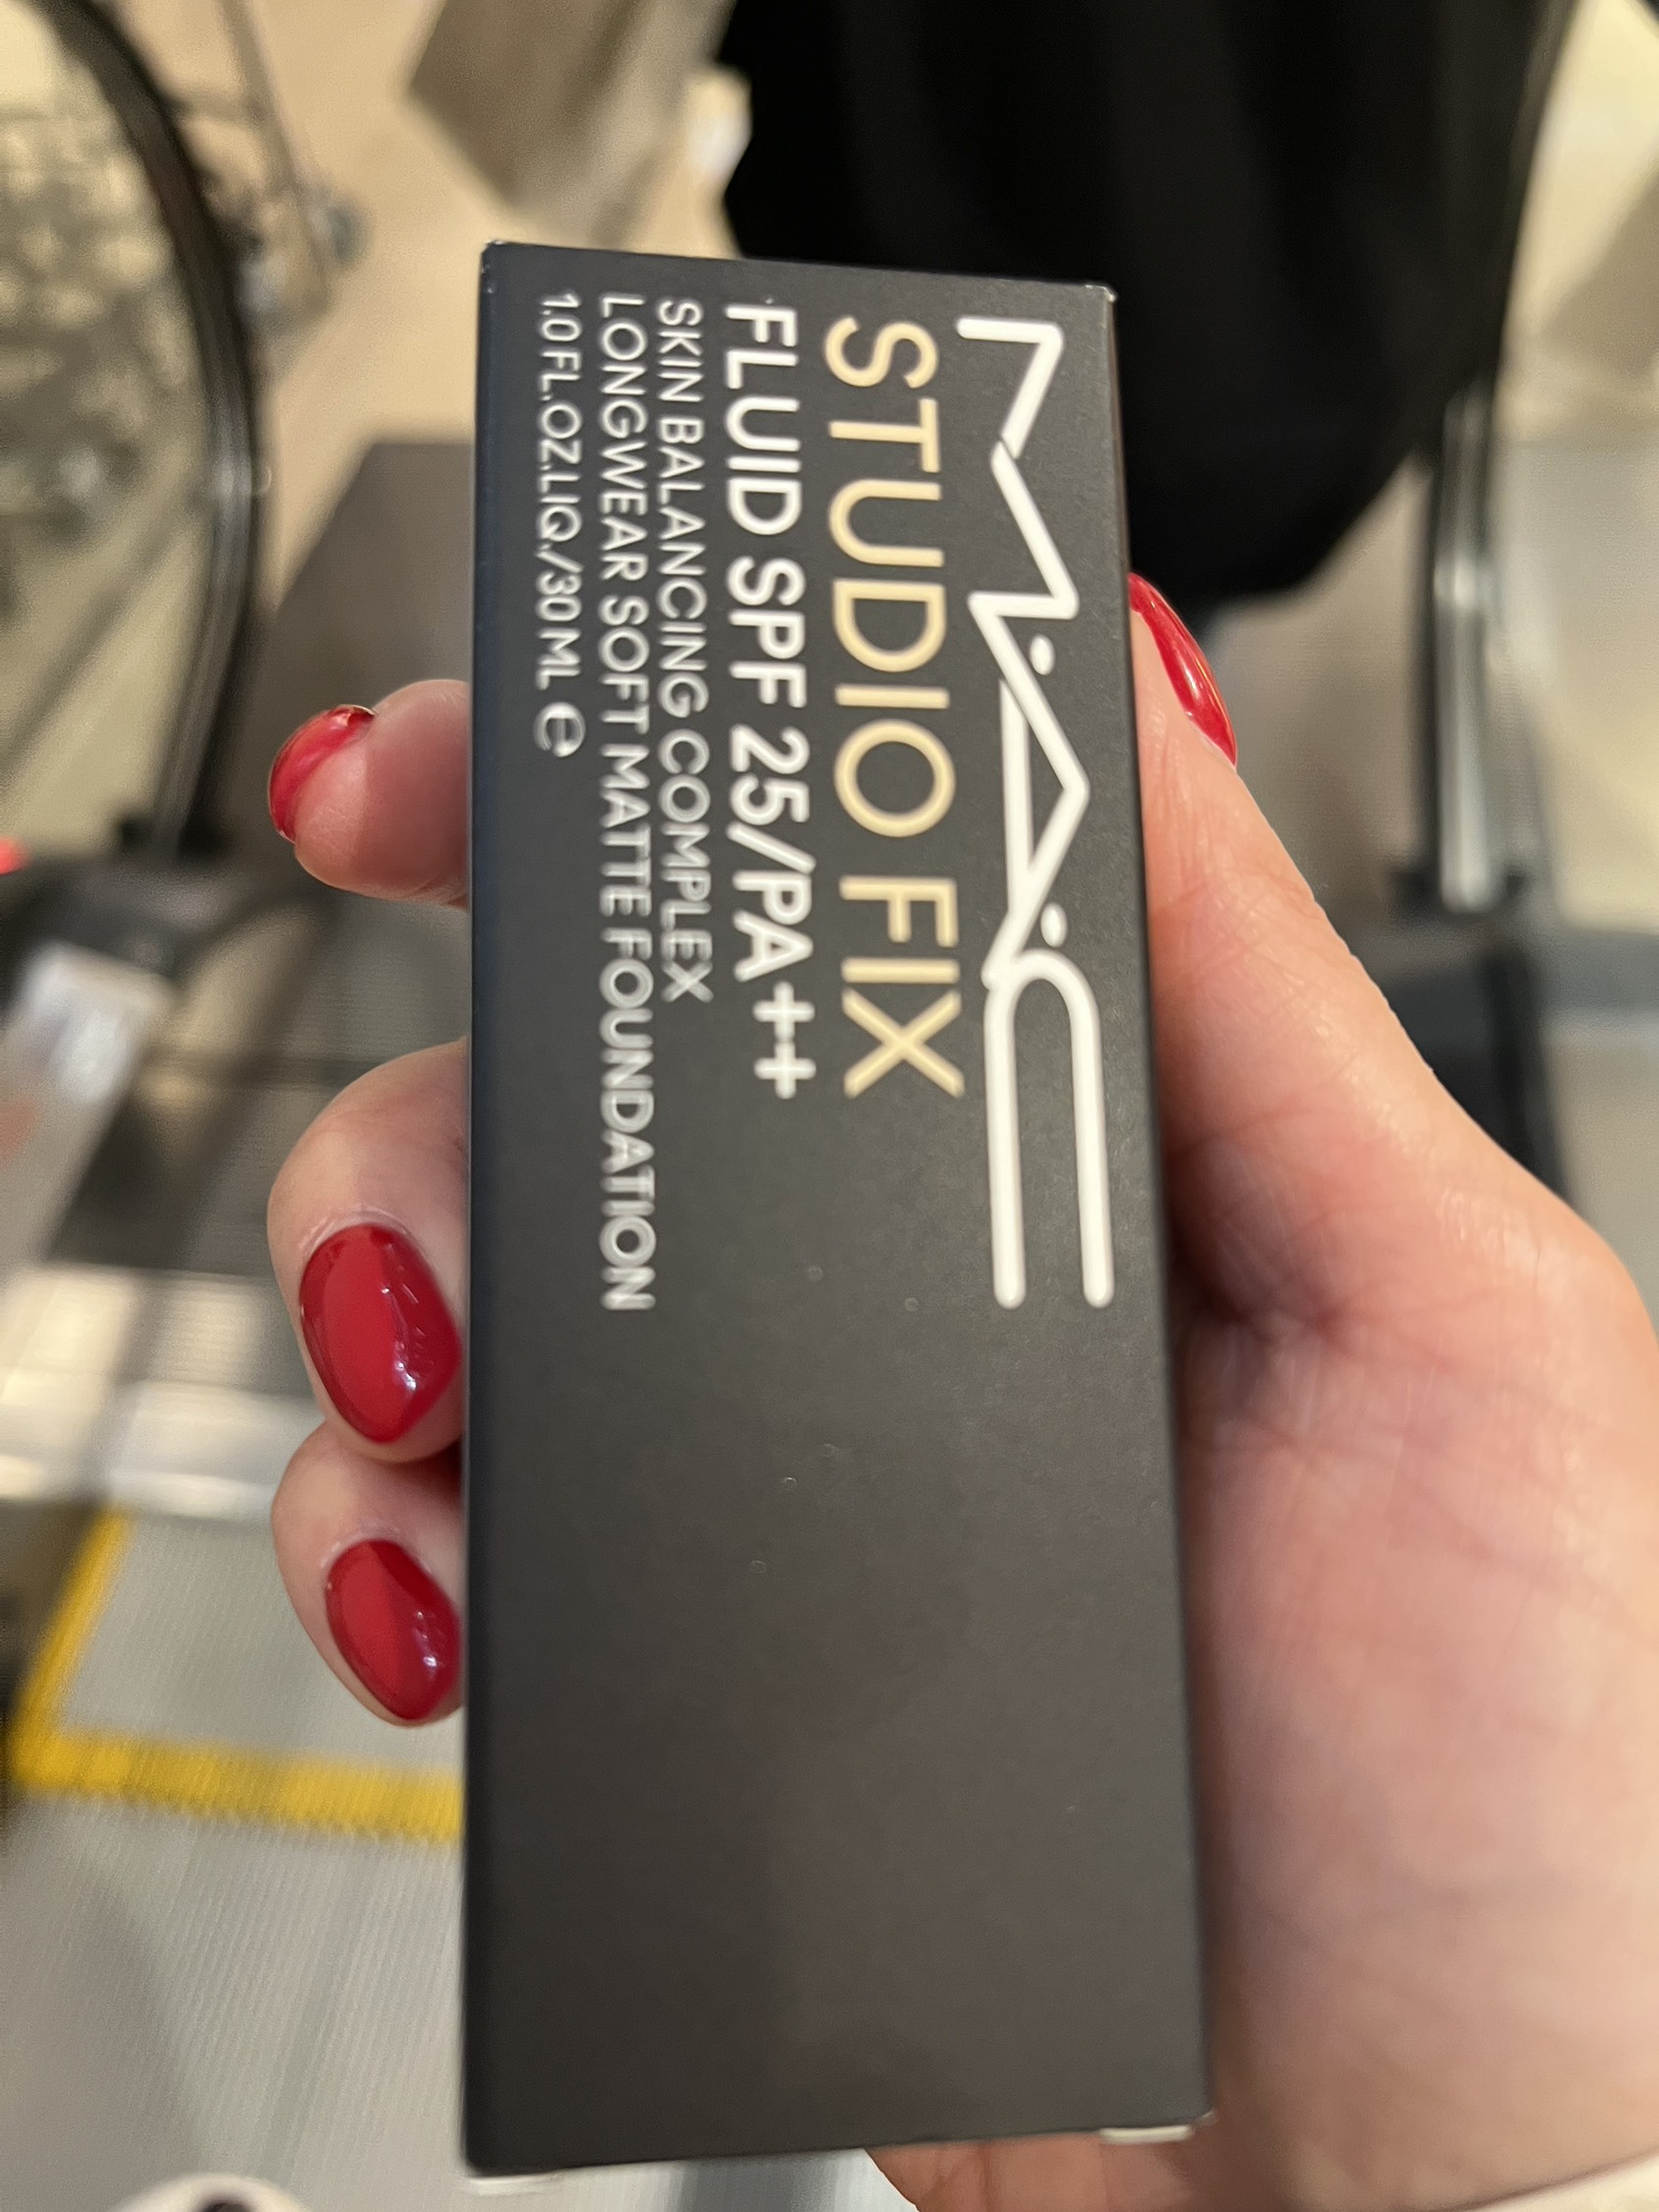 M·A·C
STUDIO FIX
FLUID SPF 25/PA++
SKIN BALANCING COMPLEX
LONGWEAR SOFT MATTE FOUNDATION
1.0 FL.OZ.LIQ./30 ML ℮